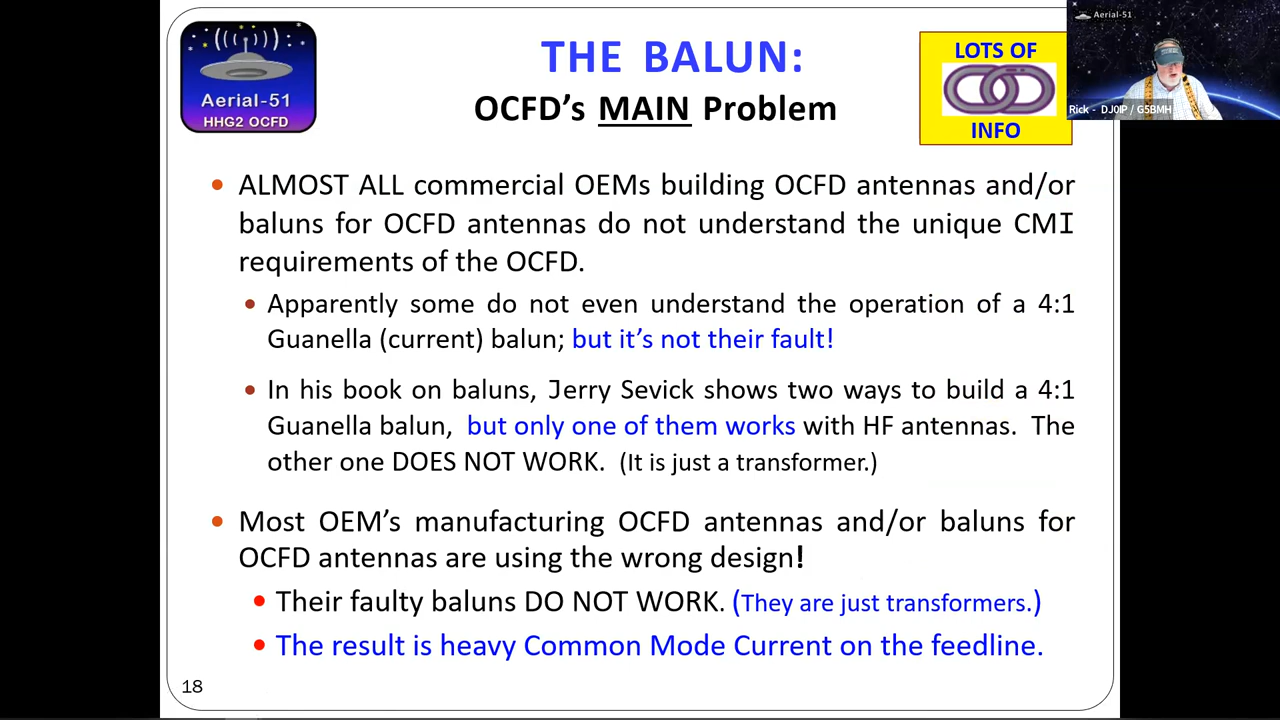 Aerial-51
HHG2 OCFD
THE BALUN:
OCFD's MAIN Problem
LOTS OF
INFO
Aerial-51
Rick - DJ0IP / G5BMH
• ALMOST ALL commercial OEMs building OCFD antennas and/or
baluns for OCFD antennas do not understand the unique CMI
requirements of the OCFD.
• Apparently some do not even understand the operation of a 4:1
Guanella (current) balun; but it's not their fault!
• In his book on baluns, Jerry Sevick shows two ways to build a 4:1
Guanella balun, but only one of them works with HF antennas. The
other one DOES NOT WORK. (It is just a transformer.)
• Most OEM's manufacturing OCFD antennas and/or baluns for
OCFD antennas are using the wrong design!
• Their faulty baluns DO NOT WORK. (They are just transformers.)
• The result is heavy Common Mode Current on the feedline.
18